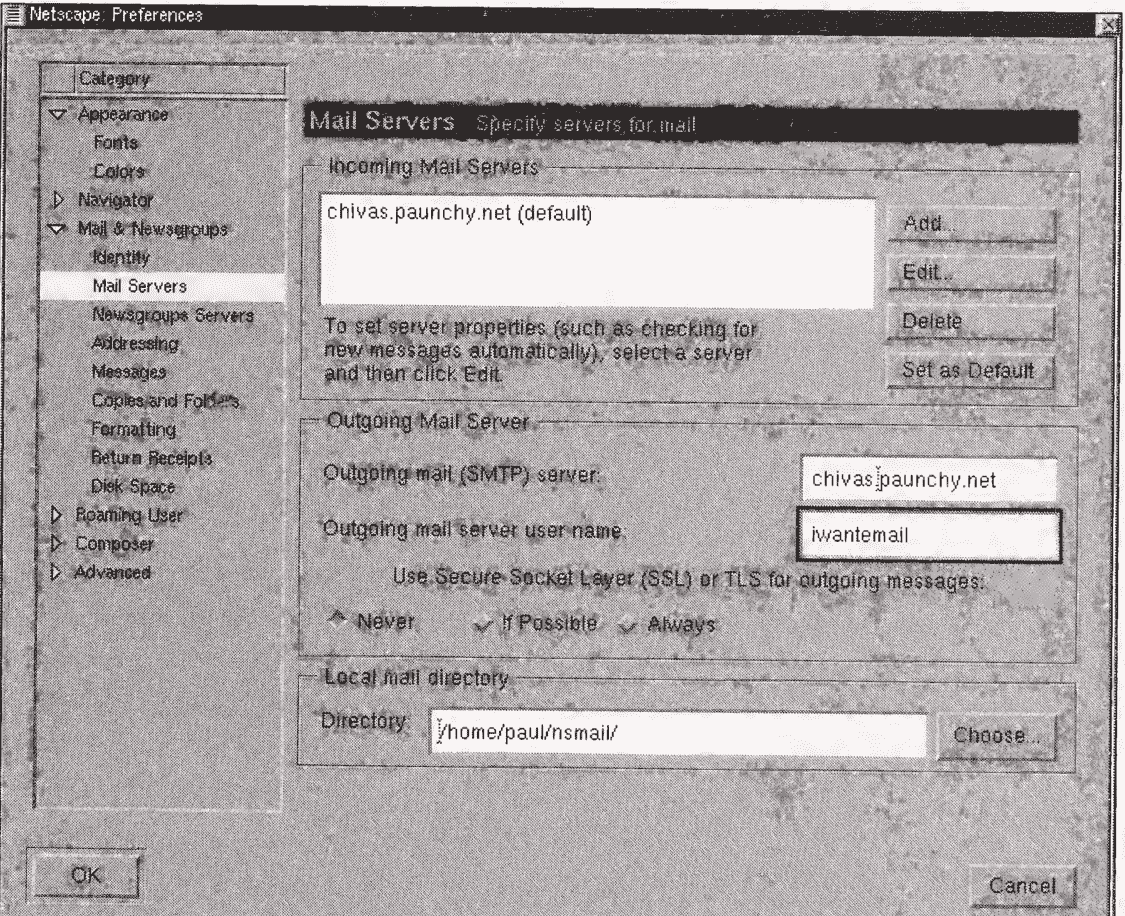 Netscape: Preferences
Category
Appearance
Fonts
Colors
Navigator
Mail & Newsgroups
Identity
Mail Servers
Newsgroups Servers
Addressing
Messages
Copies and Folders
Formatting
Return Receipts
Disk Space
Roaming User
Composer
Advanced
Mail Servers Specify servers for mail
Incoming Mail Servers
chivas.paunchy.net (default)
Add...
Edit...
Delete
Set as Default
To set server properties (such as checking for
new messages automatically), select a server
and then click Edit.
Outgoing Mail Server
Outgoing mail (SMTP) server: chivas.paunchy.net
Outgoing mail server user name: iwantemail
Use Secure Socket Layer (SSL) or TLS for outgoing messages:
Never If Possible Always
Local mail directory
Directory: /home/paul/nsmail/ Choose...
OK Cancel